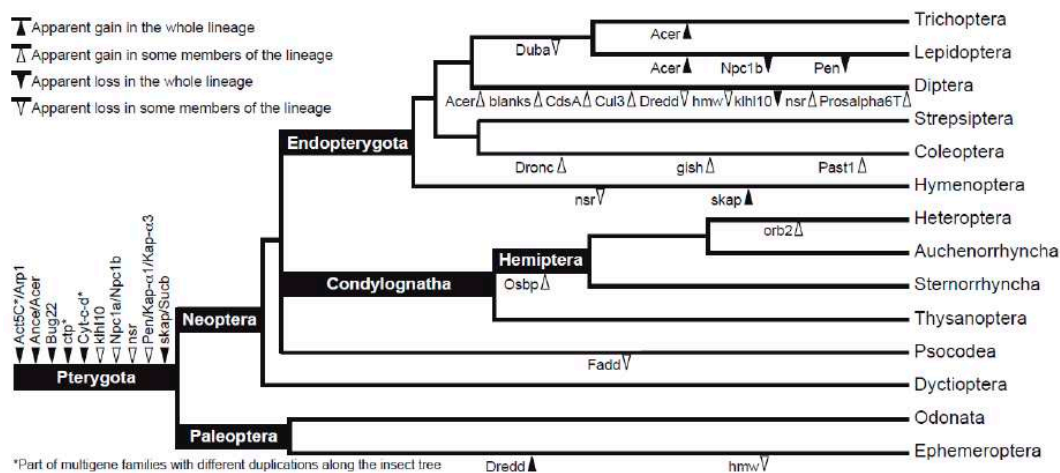 Apparent gain in the whole lineage
Apparent gain in some members of the lineage
Apparent loss in the whole lineage
Apparent loss in some members of the lineage
Trichoptera
Acer
Duba
Lepidoptera
Acer Npc1b Pen
Diptera
Acer blanks CdsA Cul3 Dredd hmw klhl10 nsr Prosalpha6T
Strepsiptera
Endopterygota
Coleoptera
Dronc gish Past1
Hymenoptera
nsr skap
Heteroptera
orb2
Auchenorrhyncha
Hemiptera
Condylognatha
Osbp
Sternorrhyncha
Thysanoptera
Act5C*/Arp1
Ance/Acer
Bug22
ctp*
Cyt-c-d*
klhl10
Npc1a/Npc1b
nsr
Pen/Kap-α1/Kap-α3
skap/Sucb
Neoptera
Psocodea
Fadd
Pterygota
Dyctioptera
Odonata
Paleoptera
Ephemeroptera
*Part of multigene families with different duplications along the insect tree
Dredd hmw